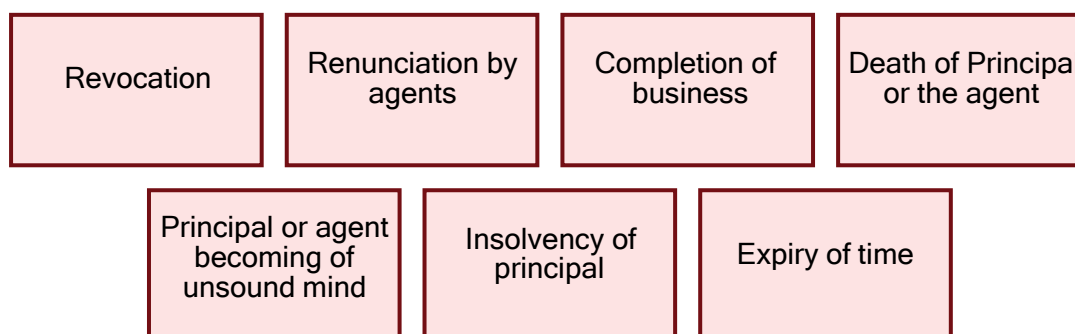 Revocation
Renunciation by
agents
Completion of
business
Death of Principa
or the agent
Principal or agent
becoming of
unsound mind
Insolvency of
principal
Expiry of time